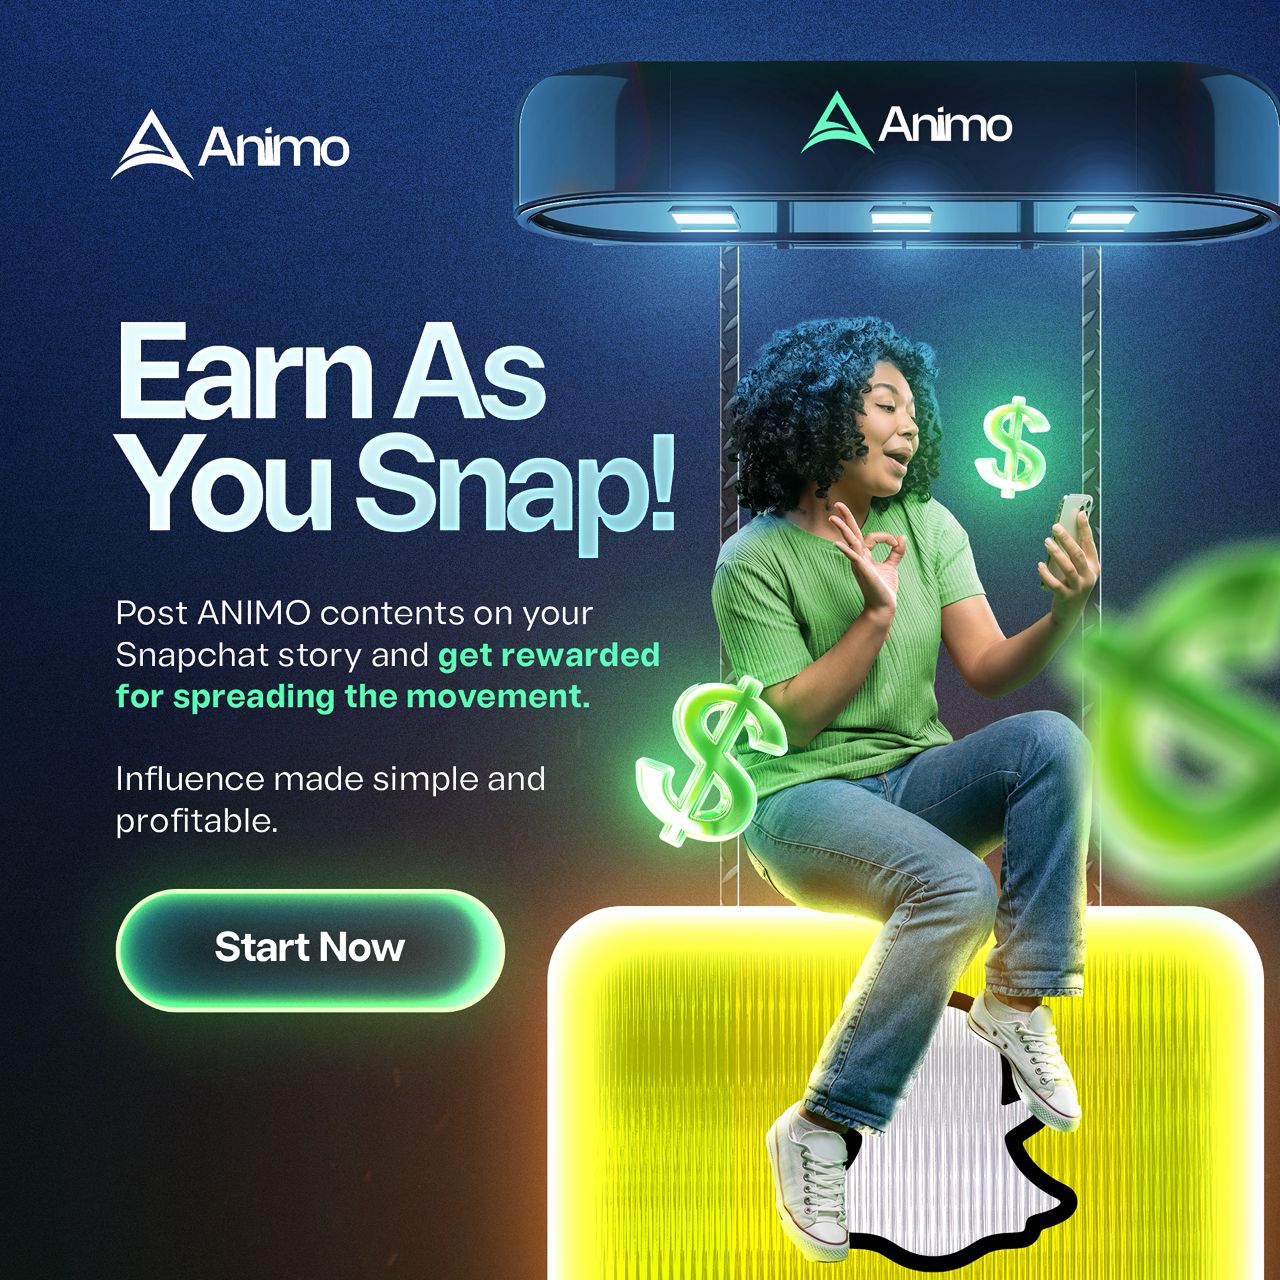 Animo
Animo
Earn As
You Snap!
Post ANIMO contents on your
Snapchat story and get rewarded
for spreading the movement.
Influence made simple and
profitable.
Start Now